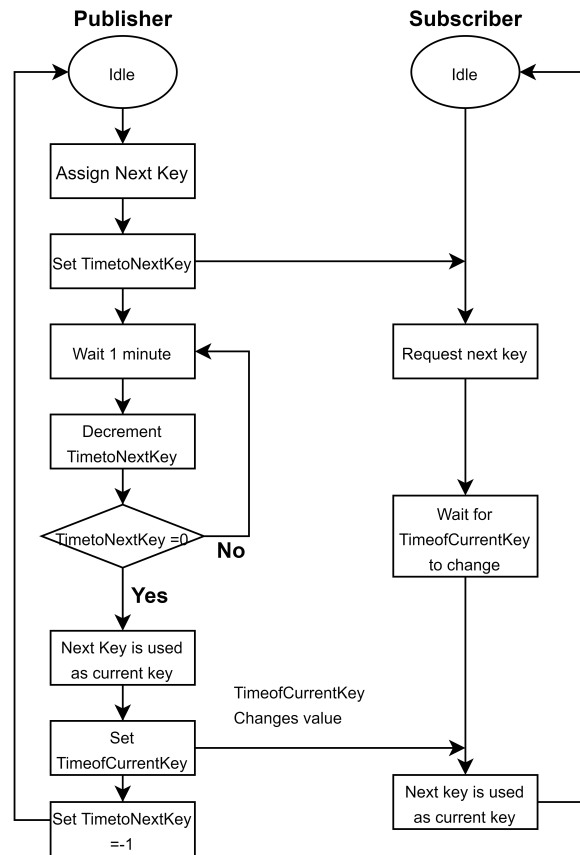 Publisher
Subscriber
Idle
Idle
Assign Next Key
Set TimetoNextKey
Wait 1 minute
Request next key
Decrement
TimetoNextKey
TimetoNextKey =0
No
Yes
Wait for
TimeofCurrentKey
to change
Next Key is used
as current key
TimeofCurrentKey
Changes value
Set
TimeofCurrentKey
Next key is used
as current key
Set TimetoNextKey
=-1